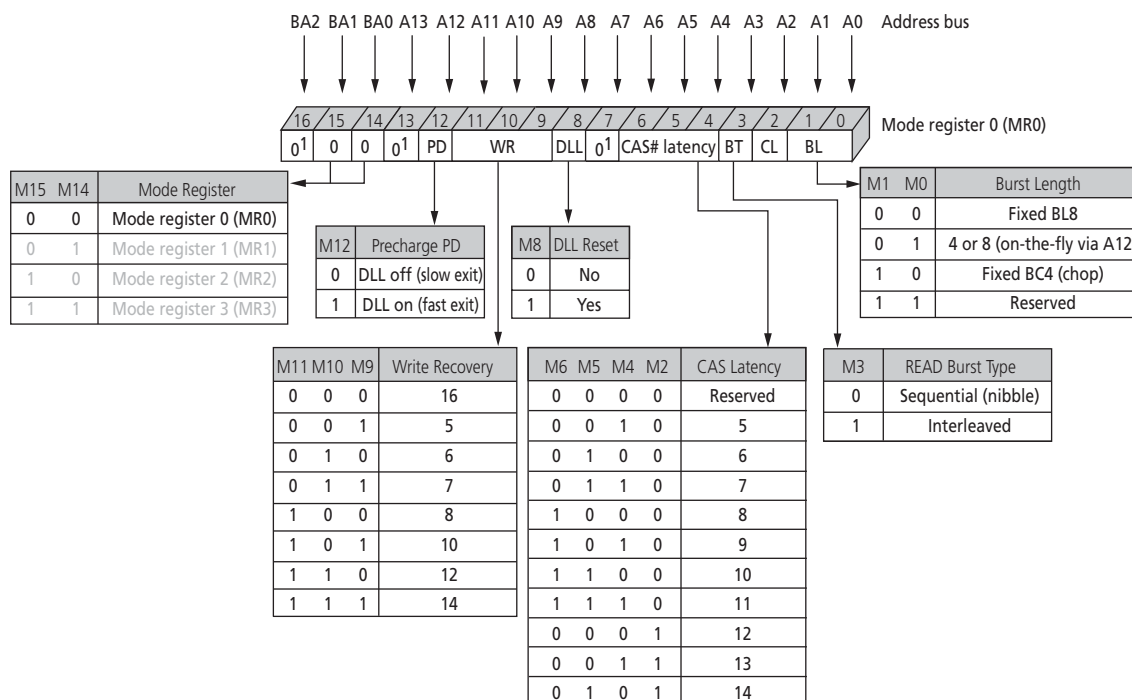 BA2 BA1 BA0 A13 A12 A11 A10 A9 A8 A7 A6 A5 A4 A3 A2 A1 A0 Address bus
16 15 14 13 12 11 10 9 8 7 6 5 4 3 2 1 0
Mode register 0 (MR0)
0¹ 0 0 0¹ PD WR DLL 0¹ CAS# latency BT CL BL
M15 M14 Mode Register
0 0 Mode register 0 (MR0)
0 1 Mode register 1 (MR1)
1 0 Mode register 2 (MR2)
1 1 Mode register 3 (MR3)
M12 Precharge PD
0 DLL off (slow exit)
1 DLL on (fast exit)
M8 DLL Reset
0 No
1 Yes
M1 M0 Burst Length
0 0 Fixed BL8
0 1 4 or 8 (on-the-fly via A12
1 0 Fixed BC4 (chop)
1 1 Reserved
M11 M10 M9 Write Recovery
0 0 0 16
0 0 1 5
0 1 0 6
0 1 1 7
1 0 0 8
1 0 1 10
1 1 0 12
1 1 1 14
M6 M5 M4 M2 CAS Latency
0 0 0 0 Reserved
0 0 1 0 5
0 1 0 0 6
0 1 1 0 7
1 0 0 0 8
1 0 1 0 9
1 1 0 0 10
1 1 1 0 11
0 0 0 1 12
0 0 1 1 13
0 1 0 1 14
M3 READ Burst Type
0 Sequential (nibble)
1 Interleaved